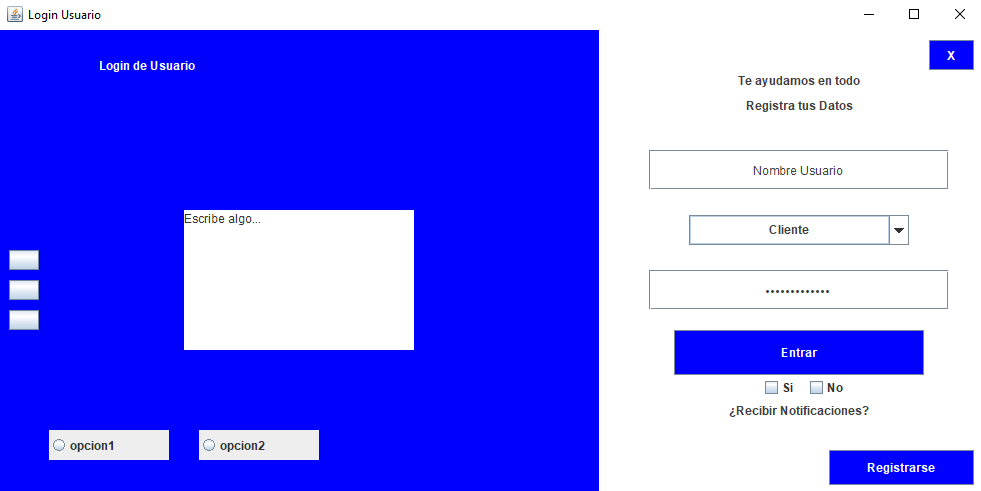 Login Usuario
Login de Usuario
Escribe algo...
opcion1
opcion2
X
Te ayudamos en todo
Registra tus Datos
Nombre Usuario
Cliente
•••••••••••••
Entrar
Si
No
¿Recibir Notificaciones?
Registrarse